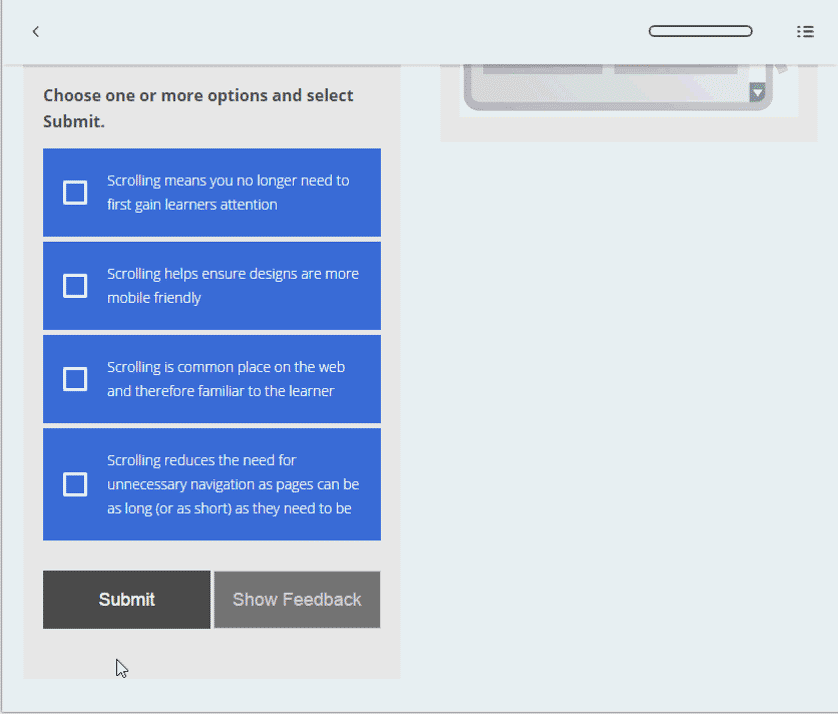 Choose one or more options and select
Submit.
Scrolling means you no longer need to
first gain learners attention
Scrolling helps ensure designs are more
mobile friendly
Scrolling is common place on the web
and therefore familiar to the learner
Scrolling reduces the need for
unnecessary navigation as pages can be
as long (or as short) as they need to be
Submit
Show Feedback